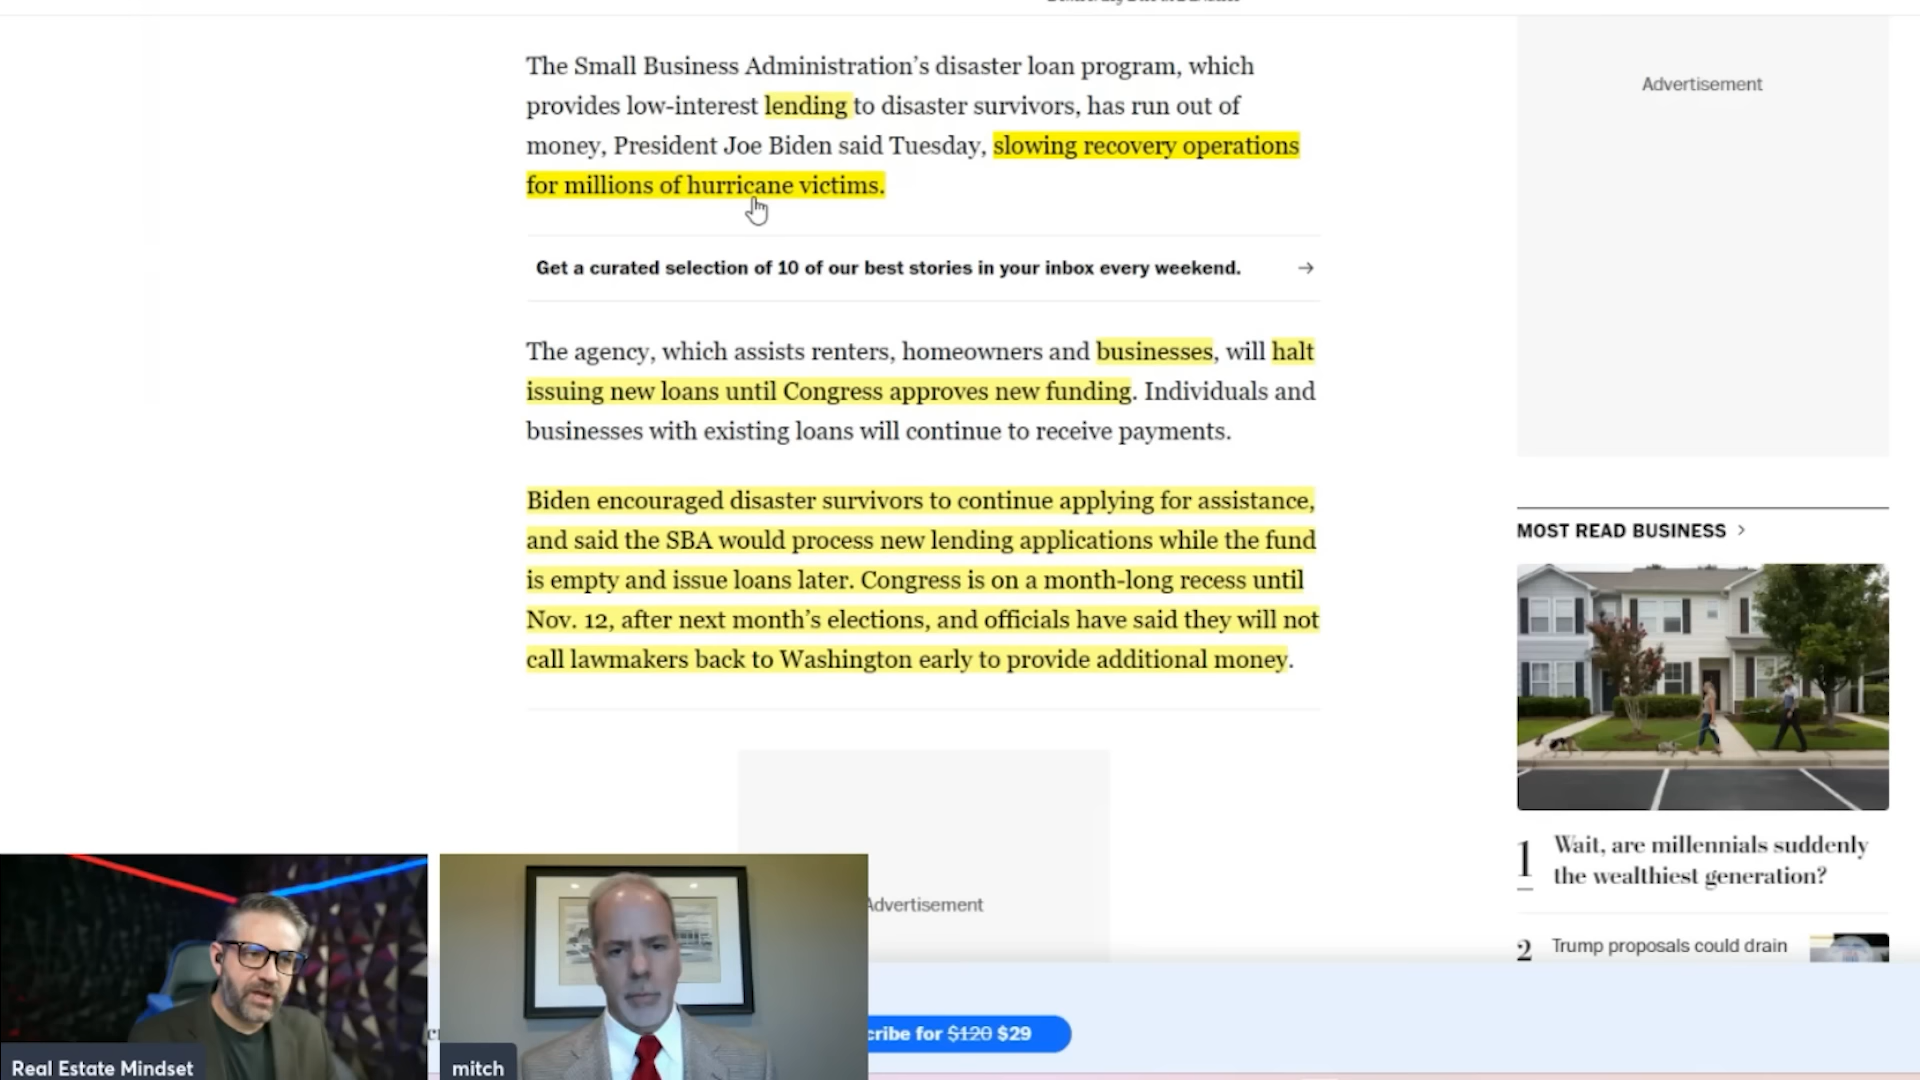 The Small Business Administration’s disaster loan program, which
provides low-interest lending to disaster survivors, has run out of
money, President Joe Biden said Tuesday, slowing recovery operations
for millions of hurricane victims.
Get a curated selection of 10 of our best stories in your inbox every weekend.
The agency, which assists renters, homeowners and businesses, will halt
issuing new loans until Congress approves new funding. Individuals and
businesses with existing loans will continue to receive payments.
Biden encouraged disaster survivors to continue applying for assistance,
and said the SBA would process new lending applications while the fund
is empty and issue loans later. Congress is on a month-long recess until
Nov. 12, after next month’s elections, and officials have said they will not
call lawmakers back to Washington early to provide additional money.
Advertisement
Advertisement
MOST READ BUSINESS
1 Wait, are millennials suddenly
the wealthiest generation?
2 Trump proposals could drain
cribe for $120 $29
Real Estate Mindset
mitch